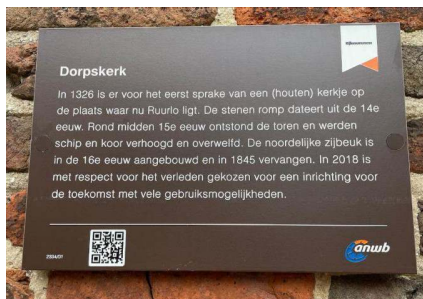 Dorpskerk
In 1326 is er voor het eerst sprake van een (houten) kerkje op
de plaats waar nu Ruurlo ligt. De stenen romp dateert uit de 14e
eeuw. Rond midden 15e eeuw ontstond de toren en werden
schip en koor verhoogd en overwelfd. De noordelijke zijbeuk is
in de 16e eeuw aangebouwd en in 1845 vervangen. In 2018 is
met respect voor het verleden gekozen voor een inrichting voor
de toekomst met vele gebruiksmogelijkheden.
2504/01
anwb